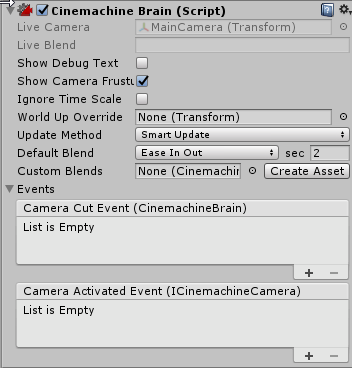 Cinemachine Brain (Script)
Live Camera MainCamera (Transform)
Live Blend
Show Debug Text
Show Camera Frustu
Ignore Time Scale
World Up Override None (Transform)
Update Method Smart Update
Default Blend Ease In Out sec 2
Custom Blends None (Cinemachin Create Asset
Events
Camera Cut Event (CinemachineBrain)
List is Empty
+ −
Camera Activated Event (ICinemachineCamera)
List is Empty
+ −